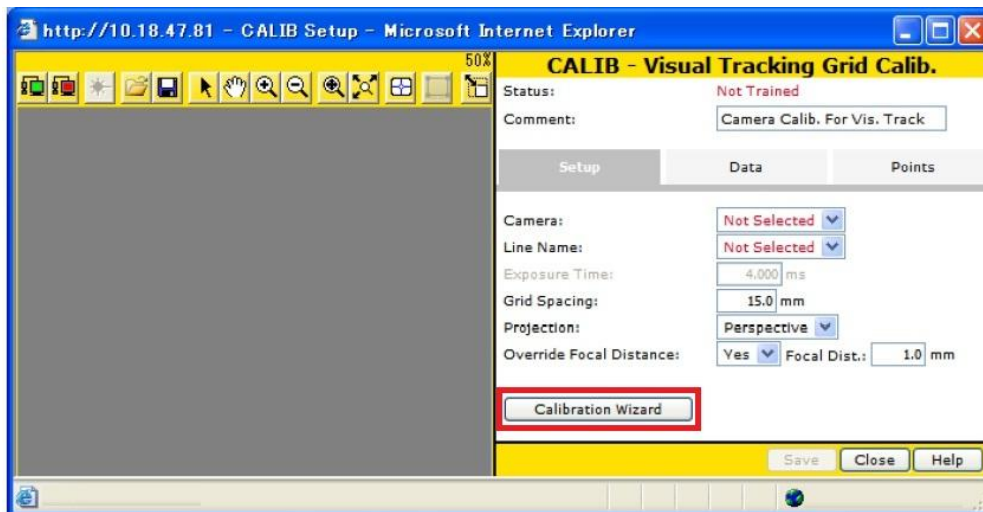 http://10.18.47.81 - CALIB Setup - Microsoft Internet Explorer
50%
CALIB - Visual Tracking Grid Calib.
Status: Not Trained
Comment: Camera Calib. For Vis. Track
Setup Data Points
Camera: Not Selected
Line Name: Not Selected
Exposure Time: 4.000 ms
Grid Spacing: 15.0 mm
Projection: Perspective
Override Focal Distance: Yes Focal Dist.: 1.0 mm
Calibration Wizard
Save Close Help